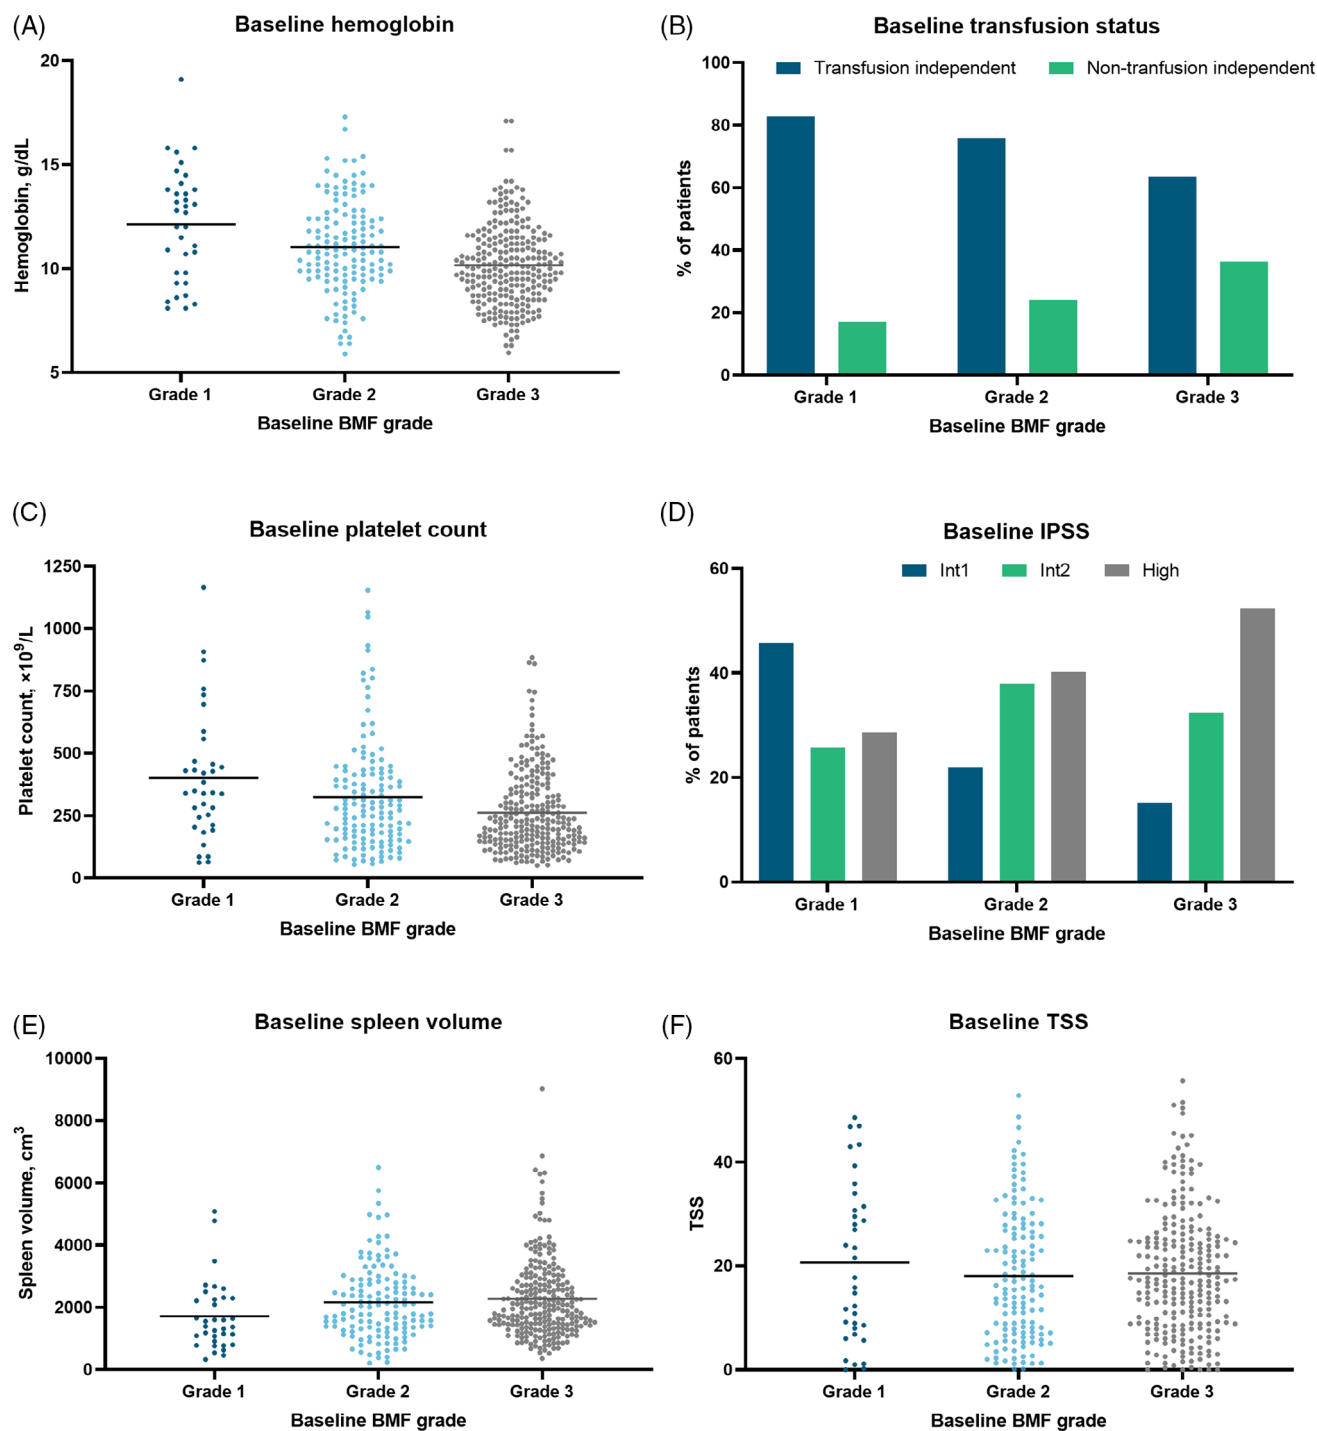 (A)
Baseline hemoglobin
20
15
10
5
Hemoglobin, g/dL
Grade 1
Grade 2
Grade 3
Baseline BMF grade
(B)
Baseline transfusion status
Transfusion independent
Non-tranfusion independent
100
80
60
40
20
0
% of patients
Grade 1
Grade 2
Grade 3
Baseline BMF grade
(C)
Baseline platelet count
1250
1000
750
500
250
0
Platelet count, ×10⁹/L
Grade 1
Grade 2
Grade 3
Baseline BMF grade
(D)
Baseline IPSS
Int1
Int2
High
60
40
20
0
% of patients
Grade 1
Grade 2
Grade 3
Baseline BMF grade
(E)
Baseline spleen volume
10000
8000
6000
4000
2000
0
Spleen volume, cm³
Grade 1
Grade 2
Grade 3
Baseline BMF grade
(F)
Baseline TSS
60
40
20
0
TSS
Grade 1
Grade 2
Grade 3
Baseline BMF grade